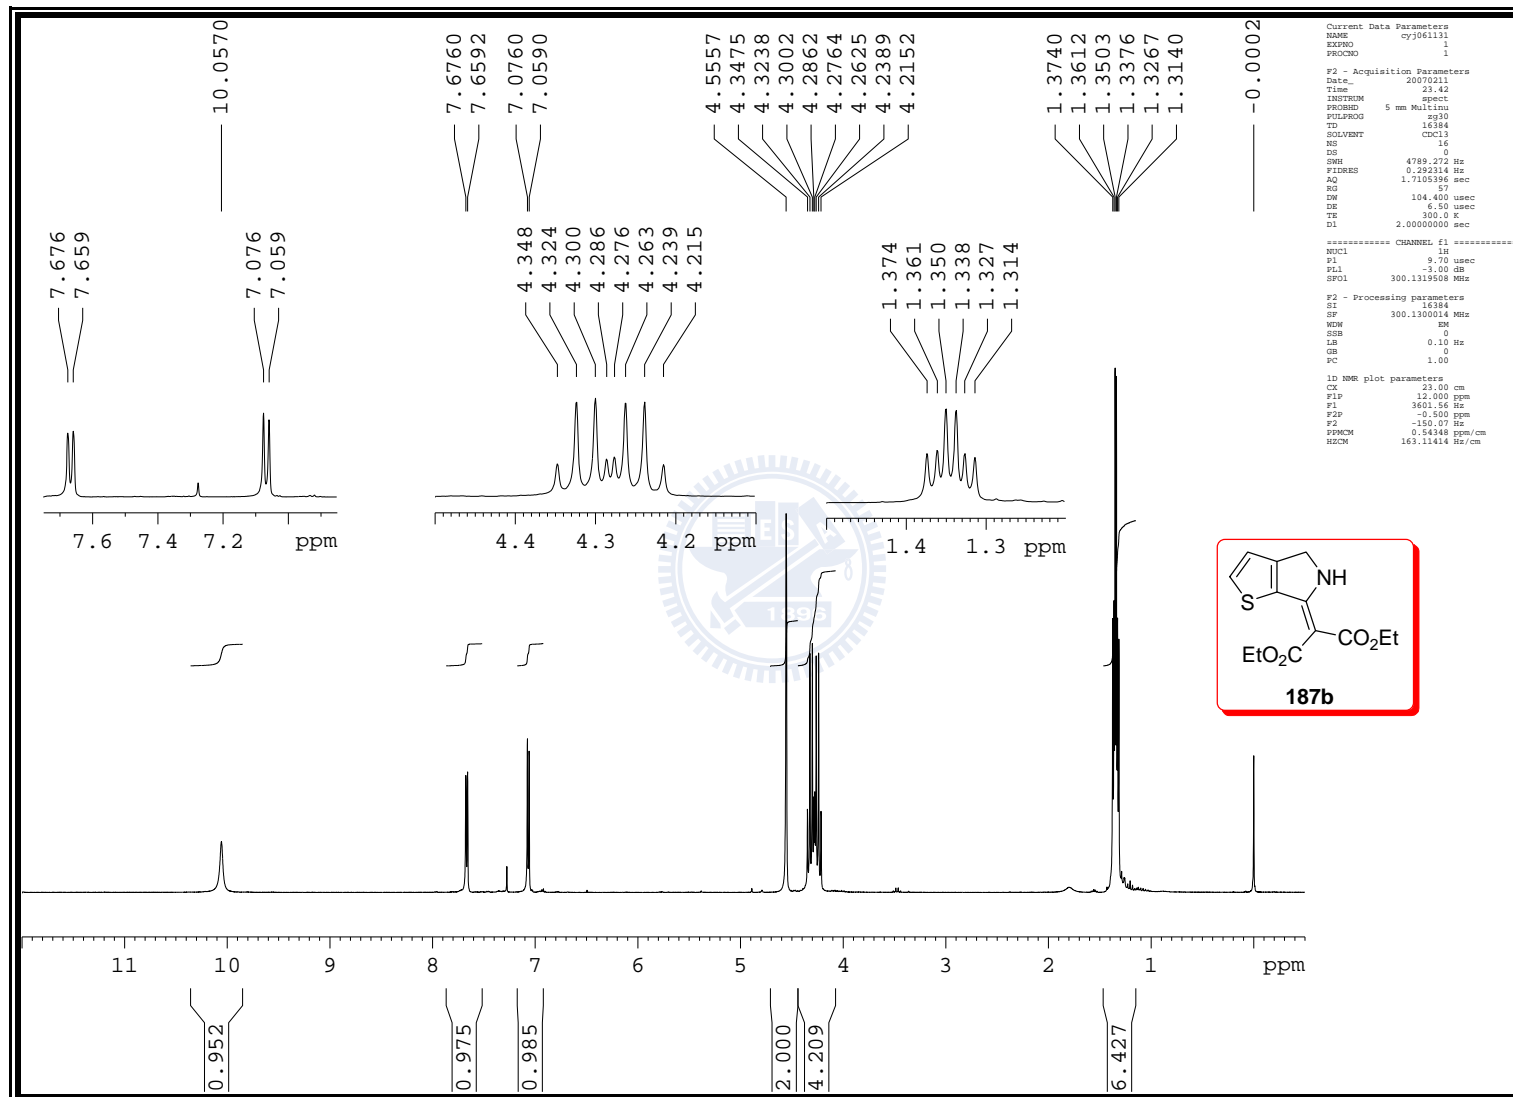 10.0570
7.6760
7.6592
7.0760
7.0590
4.5557
4.3475
4.3238
4.3002
4.2862
4.2764
4.2625
4.2389
4.2152
1.3740
1.3612
1.3503
1.3376
1.3267
1.3140
-0.0002
7.676
7.659
7.076
7.059
4.348
4.324
4.300
4.286
4.276
4.263
4.239
4.215
1.374
1.361
1.350
1.338
1.327
1.314
7.6 7.4 7.2 ppm
4.4 4.3 4.2 ppm
1.4 1.3 ppm
ES
1896
S
NH
EtO2C
CO2Et
187b
11 10 9 8 7 6 5 4 3 2 1 ppm
0.952
0.975
0.985
2.000
4.209
6.427
Current Data Parameters
NAME cyj061131
EXPNO 1
PROCNO 1
F2 - Acquisition Parameters
Date_ 20070211
Time 23.42
INSTRUM spect
PROBHD 5 mm Multinu
PULPROG zg30
TD 16384
SOLVENT CDCl3
NS 16
DS 0
SWH 4789.272 Hz
FIDRES 0.292314 Hz
AQ 1.7105396 sec
RG 57
DW 104.400 usec
DE 6.50 usec
TE 300.0 K
D1 2.00000000 sec
============ CHANNEL f1 ===========
NUC1 1H
P1 9.70 usec
PL1 -3.00 dB
SFO1 300.1319508 MHz
F2 - Processing parameters
SI 16384
SF 300.1300014 MHz
WDW EM
SSB 0
LB 0.10 Hz
GB 0
PC 1.00
1D NMR plot parameters
CX 23.00 cm
F1P 12.000 ppm
F1 3601.56 Hz
F2P -0.500 ppm
F2 -150.07 Hz
PPMCM 0.54348 ppm/cm
HZCM 163.11414 Hz/cm